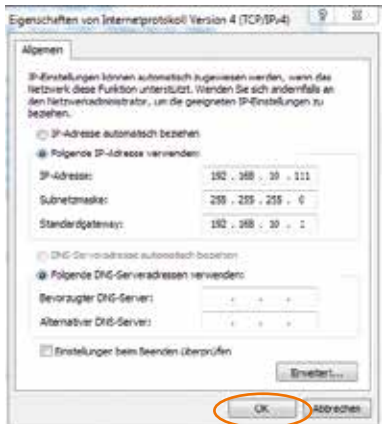 Eigenschaften von Internetprotokoll Version 4 (TCP/IPv4)
Allgemein
IP-Einstellungen können automatisch zugewiesen werden, wenn das
Netzwerk diese Funktion unterstützt. Wenden Sie sich andernfalls an
den Netzwerkadministrator, um die geeigneten IP-Einstellungen zu
beziehen.
IP-Adresse automatisch beziehen
Folgende IP-Adresse verwenden:
IP-Adresse: 192 . 168 . 10 . 111
Subnetzmaske: 255 . 255 . 255 . 0
Standardgateway: 192 . 168 . 10 . 1
DNS-Serveradresse automatisch beziehen
Folgende DNS-Serveradressen verwenden:
Bevorzugter DNS-Server: . . .
Alternativer DNS-Server: . . .
Einstellungen beim Beenden überprüfen
Erweitert...
OK Abbrechen